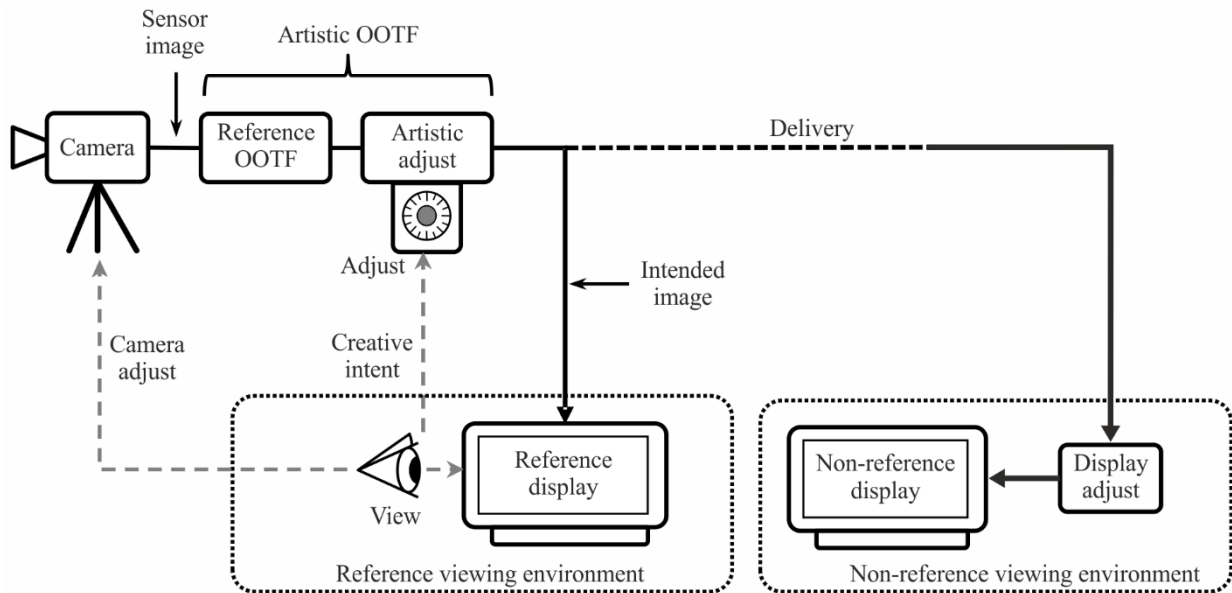 Sensor
image
Artistic OOTF
Camera
Reference
OOTF
Artistic
adjust
Delivery
Adjust
Intended
image
Camera
adjust
Creative
intent
Reference
display
View
Non-reference
display
Display
adjust
Reference viewing environment
Non-reference viewing environment